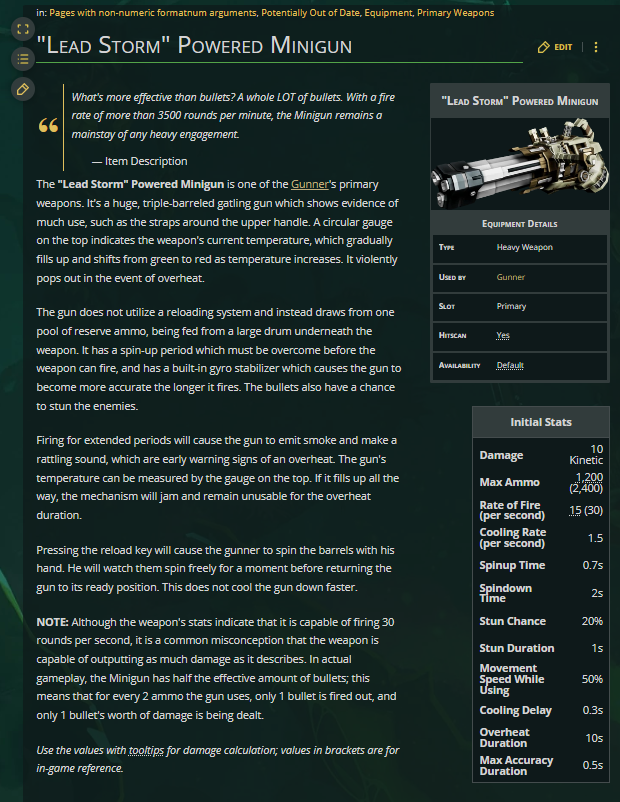 in: Pages with non-numeric formatnum arguments, Potentially Out of Date, Equipment, Primary Weapons
"Lead Storm" Powered Minigun
EDIT
What's more effective than bullets? A whole LOT of bullets. With a fire
rate of more than 3500 rounds per minute, the Minigun remains a
mainstay of any heavy engagement.
— Item Description
The "Lead Storm" Powered Minigun is one of the Gunner's primary
weapons. It's a huge, triple-barreled gatling gun which shows evidence of
much use, such as the straps around the upper handle. A circular gauge
on the top indicates the weapon's current temperature, which gradually
fills up and shifts from green to red as temperature increases. It violently
pops out in the event of overheat.
The gun does not utilize a reloading system and instead draws from one
pool of reserve ammo, being fed from a large drum underneath the
weapon. It has a spin-up period which must be overcome before the
weapon can fire, and has a built-in gyro stabilizer which causes the gun to
become more accurate the longer it fires. The bullets also have a chance
to stun the enemies.
Firing for extended periods will cause the gun to emit smoke and make a
rattling sound, which are early warning signs of an overheat. The gun's
temperature can be measured by the gauge on the top. If it fills up all the
way, the mechanism will jam and remain unusable for the overheat
duration.
Pressing the reload key will cause the gunner to spin the barrels with his
hand. He will watch them spin freely for a moment before returning the
gun to its ready position. This does not cool the gun down faster.
NOTE: Although the weapon's stats indicate that it is capable of firing 30
rounds per second, it is a common misconception that the weapon is
capable of outputting as much damage as it describes. In actual
gameplay, the Minigun has half the effective amount of bullets; this
means that for every 2 ammo the gun uses, only 1 bullet is fired out, and
only 1 bullet's worth of damage is being dealt.
Use the values with tooltips for damage calculation; values in brackets are for
in-game reference.
"Lead Storm" Powered Minigun
Equipment Details
Type Heavy Weapon
Used by Gunner
Slot Primary
Hitscan Yes
Availability Default
Initial Stats
Damage 10
Kinetic
Max Ammo 1,200
(2,400)
Rate of Fire
(per second) 15 (30)
Cooling Rate
(per second) 1.5
Spinup Time 0.7s
Spindown
Time 2s
Stun Chance 20%
Stun Duration 1s
Movement
Speed While
Using 50%
Cooling Delay 0.3s
Overheat
Duration 10s
Max Accuracy
Duration 0.5s